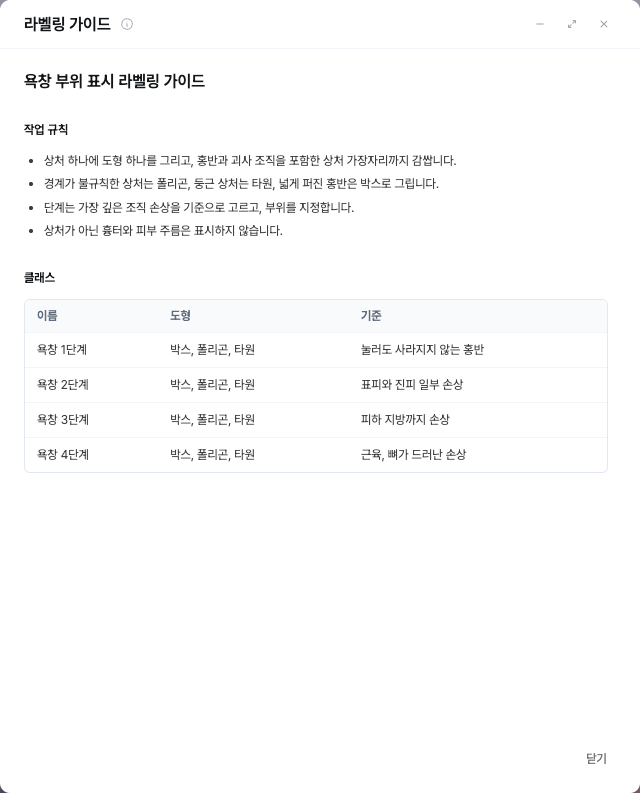 라벨링 가이드
욕창 부위 표시 라벨링 가이드
작업 규칙
• 상처 하나에 도형 하나를 그리고, 홍반과 괴사 조직을 포함한 상처 가장자리까지 감쌉니다.
• 경계가 불규칙한 상처는 폴리곤, 둥근 상처는 타원, 넓게 퍼진 홍반은 박스로 그립니다.
• 단계는 가장 깊은 조직 손상을 기준으로 고르고, 부위를 지정합니다.
• 상처가 아닌 흉터와 피부 주름은 표시하지 않습니다.
클래스
이름 도형 기준
욕창 1단계 박스, 폴리곤, 타원 눌러도 사라지지 않는 홍반
욕창 2단계 박스, 폴리곤, 타원 표피와 진피 일부 손상
욕창 3단계 박스, 폴리곤, 타원 피하 지방까지 손상
욕창 4단계 박스, 폴리곤, 타원 근육, 뼈가 드러난 손상
닫기